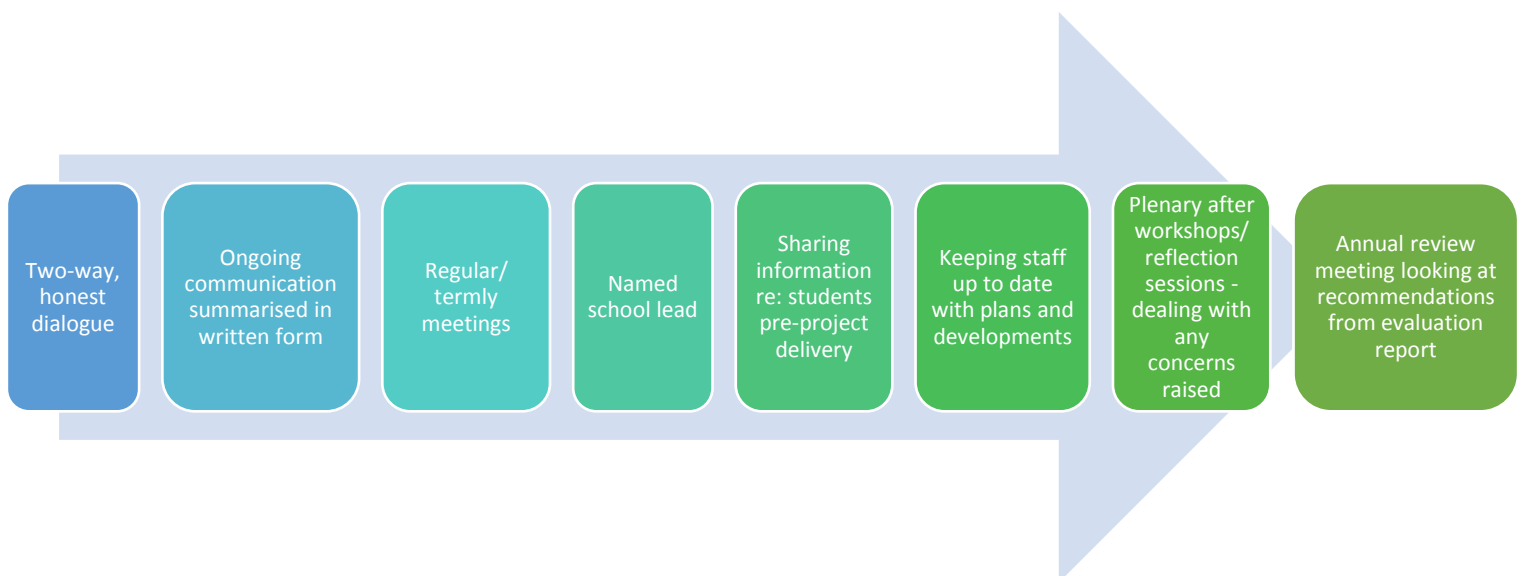 Two-way,
honest
dialogue
Ongoing
communication
summarised in
written form
Regular/
termly
meetings
Named
school lead
Sharing
information
re: students
pre-project
delivery
Keeping staff
up to date
with plans and
developments
Plenary after
workshops/
reflection
sessions -
dealing with
any
concerns
raised
Annual review
meeting looking at
recommendations
from evaluation
report